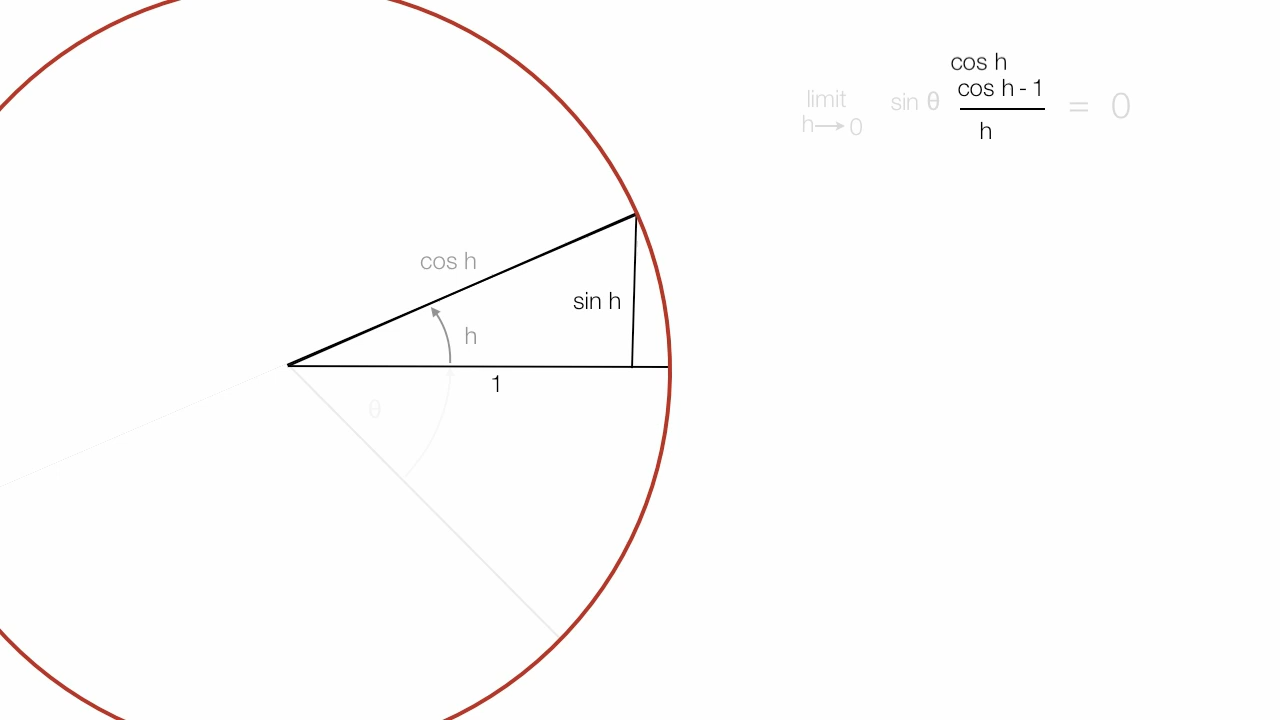 cos h
limit sin θ cos h - 1 = 0
h→0 h
cos h
sin h
h
1
θ